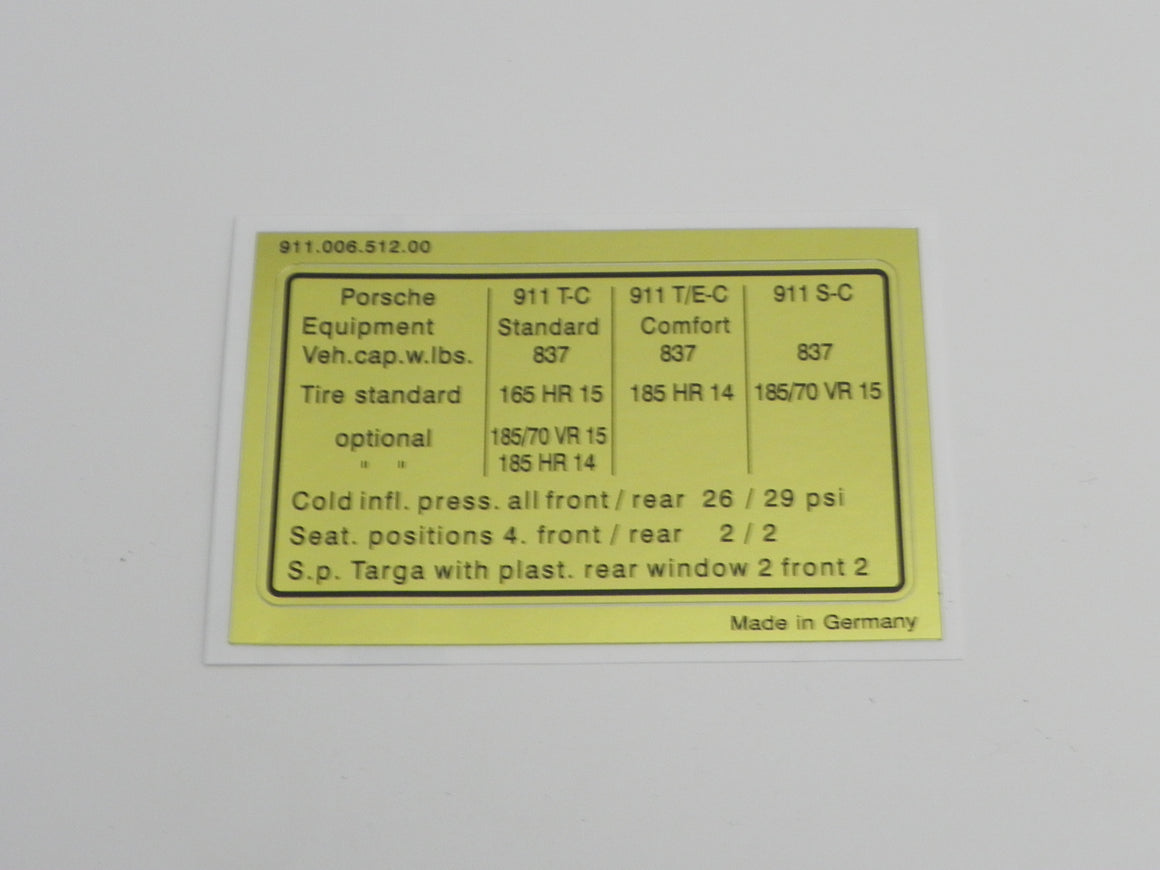 911.006.512.00
Porsche 911 T-C 911 T/E-C 911 S-C
Equipment Standard Comfort
Veh.cap.w.lbs. 837 837 837
Tire standard 165 HR 15 185 HR 14 185/70 VR 15
optional 185/70 VR 15
" " 185 HR 14
Cold infl. press. all front / rear 26 / 29 psi
Seat. positions 4. front / rear 2 / 2
S.p. Targa with plast. rear window 2 front 2
Made in Germany